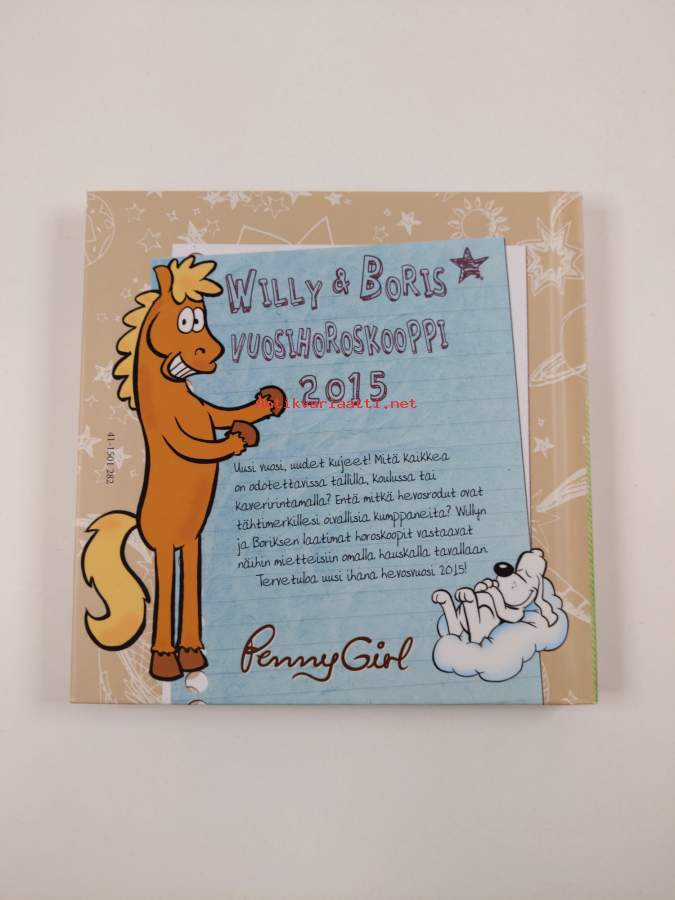 WILLY & BORIS
VUOSIHOROSKOOPPI
2015
Antikvariaatti.net
41-1501 282
Uusi vuosi, uudet kujeet! Mitä kaikkea
on odotettavissa tallilla, koulussa tai
kaveririntamalla? Entä mitkä hevosrodut ovat
tähtimerkillesi oivallisia kumppaneita? Willyn
ja Boriksen laatimat horoskoopit vastaavat
näihin mietteisiin omalla hauskalla tavallaan.
Tervetuloa uusi ihana hevosvuosi 2015!
PennyGirl